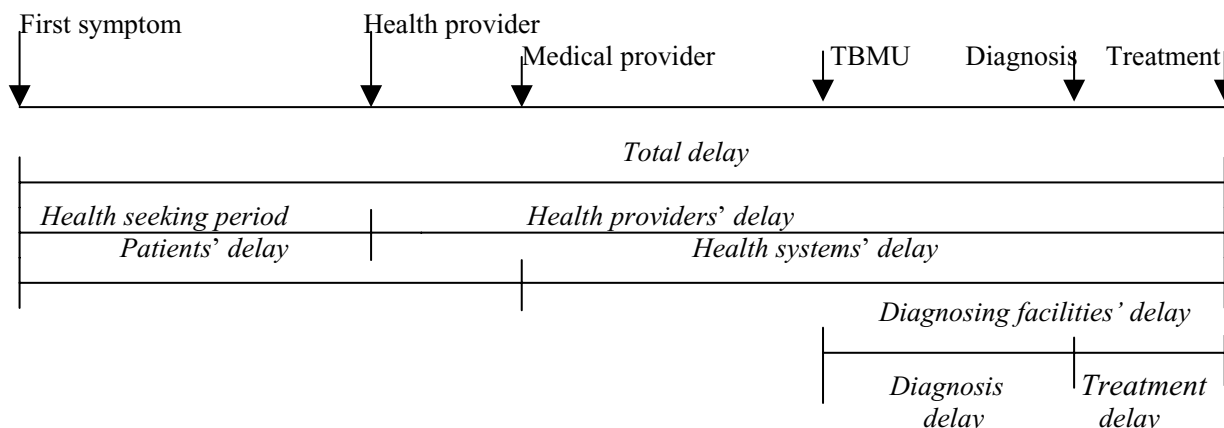 First symptom Health provider
Medical provider TBMU Diagnosis Treatment
Total delay
Health seeking period Health providers’ delay
Patients’ delay Health systems’ delay
Diagnosing facilities’ delay
Diagnosis Treatment
delay delay